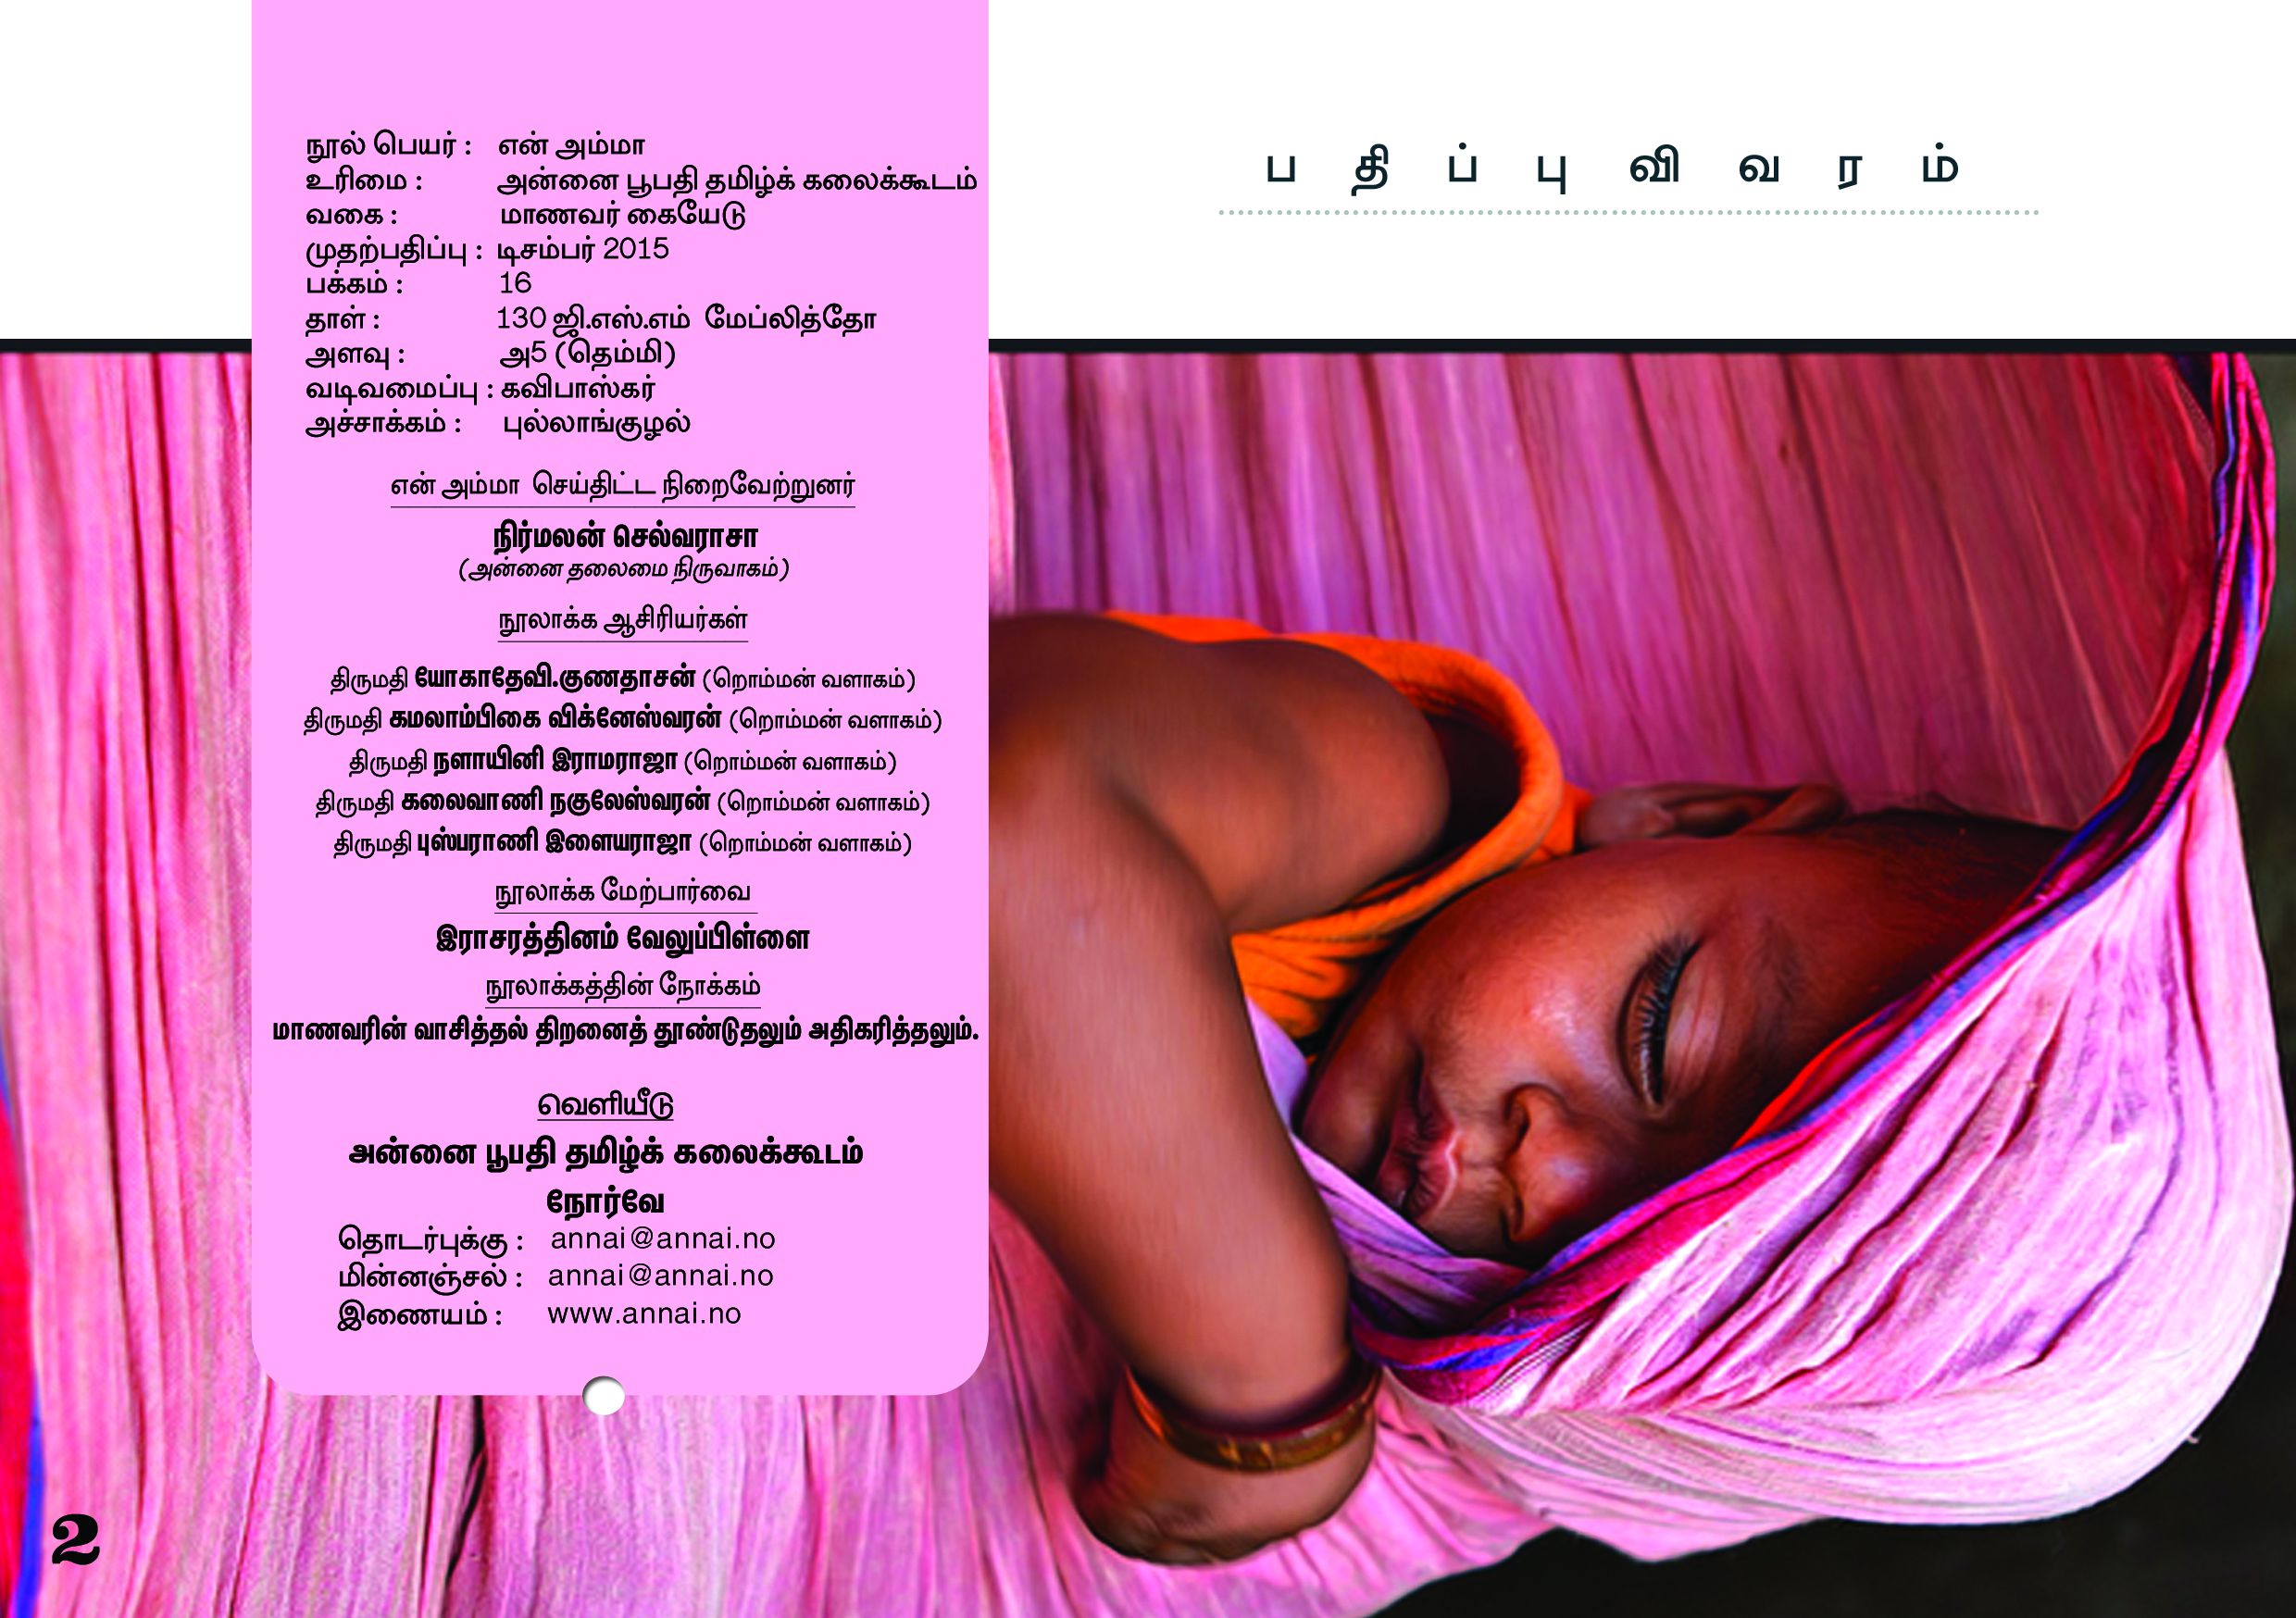 நூல் பெயர் : என் அம்மா
உரிமை : அன்னை பூபதி தமிழ்க் கலைக்கூடம்
வகை : மாணவர் கையேடு
முதற்பதிப்பு : டிசம்பர் 2015
பக்கம் : 16
தாள் : 130 ஜி.எஸ்.எம் மேப்லித்தோ
அளவு : அ5 (தெம்மி)
வடிவமைப்பு : கவிபாஸ்கர்
அச்சாக்கம் : புல்லாங்குழல்
என் அம்மா செய்திட்ட நிறைவேற்றுனர்
நிர்மலன் செல்வராசா
(அன்னை தலைமை நிருவாகம்)
நூலாக்க ஆசிரியர்கள்
திருமதி யோகாதேவி.குணதாசன் (றொம்மன் வளாகம்)
திருமதி கமலாம்பிகை விக்னேஸ்வரன் (றொம்மன் வளாகம்)
திருமதி நளாயினி இராமராஜா (றொம்மன் வளாகம்)
திருமதி கலைவாணி நகுலேஸ்வரன் (றொம்மன் வளாகம்)
திருமதி புஸ்பராணி இளையராஜா (றொம்மன் வளாகம்)
நூலாக்க மேற்பார்வை
இராசரத்தினம் வேலுப்பிள்ளை
நூலாக்கத்தின் நோக்கம்
மாணவரின் வாசித்தல் திறனைத் தூண்டுதலும் அதிகரித்தலும்.
வெளியீடு
அன்னை பூபதி தமிழ்க் கலைக்கூடம்
நோர்வே
தொடர்புக்கு : annai@annai.no
மின்னஞ்சல் : annai@annai.no
இணையம் : www.annai.no
பதிப்புவிவரம்
2